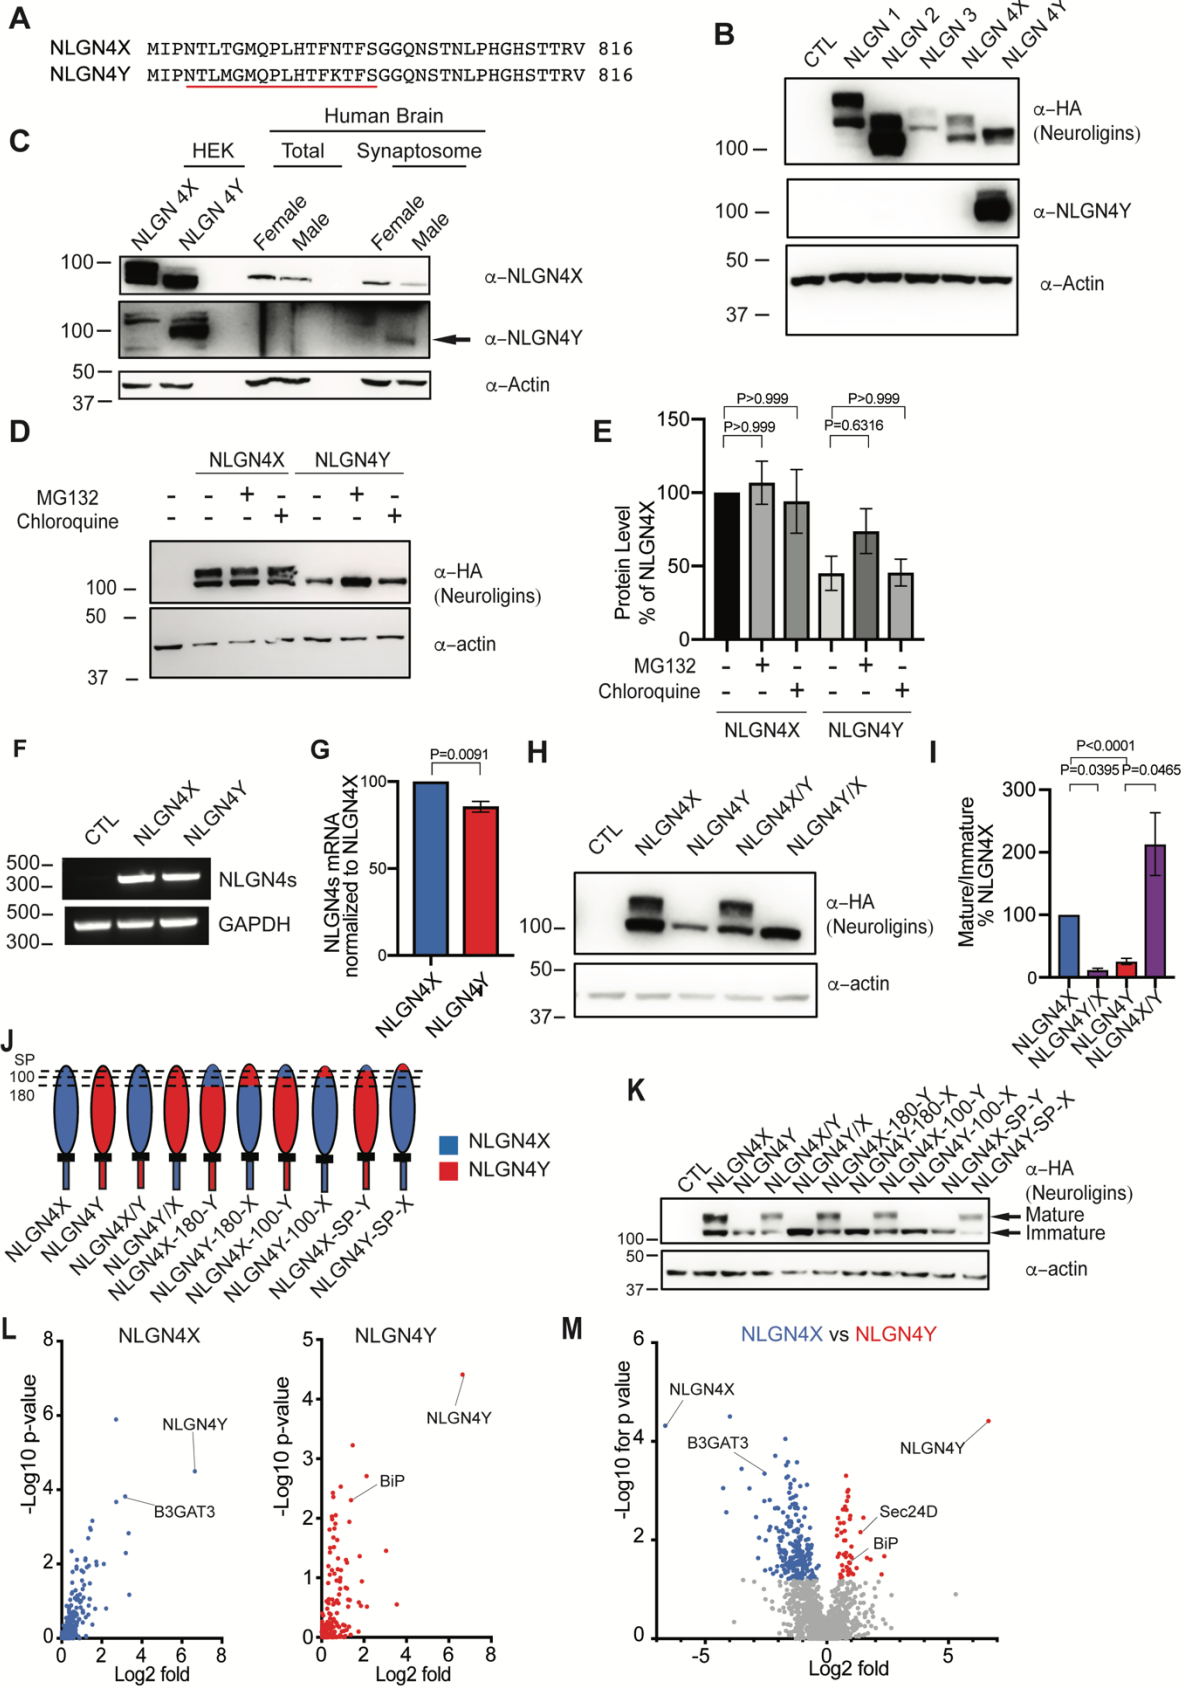 A
NLGN4X MIPNTLTGMQPLHTFNTFSGGQNSTNLPHGHSTTRV 816
NLGN4Y MIPNTLMGMQPLHTFKTFSGGQNSTNLPHGHSTTRV 816
B
CTL NLGN 1 NLGN 2 NLGN 3 NLGN 4X NLGN 4Y
100
α–HA
(Neuroligins)
100
α–NLGN4Y
50
37
α–Actin
C
Human Brain
HEK Total Synaptosome
NLGN 4X NLGN 4Y Female Male Female Male
100
α–NLGN4X
100
α–NLGN4Y
50
37
α–Actin
D
NLGN4X NLGN4Y
MG132 - - + - - + -
Chloroquine - - - + - - +
100
α–HA
(Neuroligins)
50
37
α–actin
E
P>0.999 P>0.999
P>0.999 P=0.6316
Protein Level
% of NLGN4X
150
100
50
0
MG132 - + - - + -
Chloroquine - - + - - +
NLGN4X NLGN4Y
F
CTL NLGN4X NLGN4Y
500
300
NLGN4s
500
300
GAPDH
G
P=0.0091
NLGN4s mRNA
normalized to NLGN4X
100
50
0
NLGN4X NLGN4Y
H
CTL NLGN4X NLGN4Y NLGN4X/Y NLGN4Y/X
100
α–HA
(Neuroligins)
50
37
α–actin
I
P<0.0001
P=0.0395 P=0.0465
Mature/Immature
% NLGN4X
300
200
100
0
NLGN4X NLGN4Y/X NLGN4Y NLGN4X/Y
J
SP
100
180
NLGN4X
NLGN4Y
NLGN4X NLGN4Y NLGN4X/Y NLGN4Y/X NLGN4X-180-Y NLGN4Y-180-X NLGN4X-100-Y NLGN4Y-100-X NLGN4X-SP-Y NLGN4Y-SP-X
K
CTL NLGN4X NLGN4Y NLGN4X/Y NLGN4Y/X NLGN4X-180-Y NLGN4Y-180-X NLGN4X-100-Y NLGN4Y-100-X NLGN4X-SP-Y NLGN4Y-SP-X
α–HA
(Neuroligins)
Mature
Immature
100
50
37
α–actin
L
NLGN4X
-Log10 p-value
8
6
4
2
0
NLGN4Y
B3GAT3
0 2 4 6 8
Log2 fold
NLGN4Y
-Log10 p-value
5
4
3
2
1
0
NLGN4Y
BiP
0 2 4 6 8
Log2 fold
M
NLGN4X vs NLGN4Y
-Log10 for p value
6
4
2
0
NLGN4X
B3GAT3
NLGN4Y
Sec24D
BiP
-5 0 5
Log2 fold